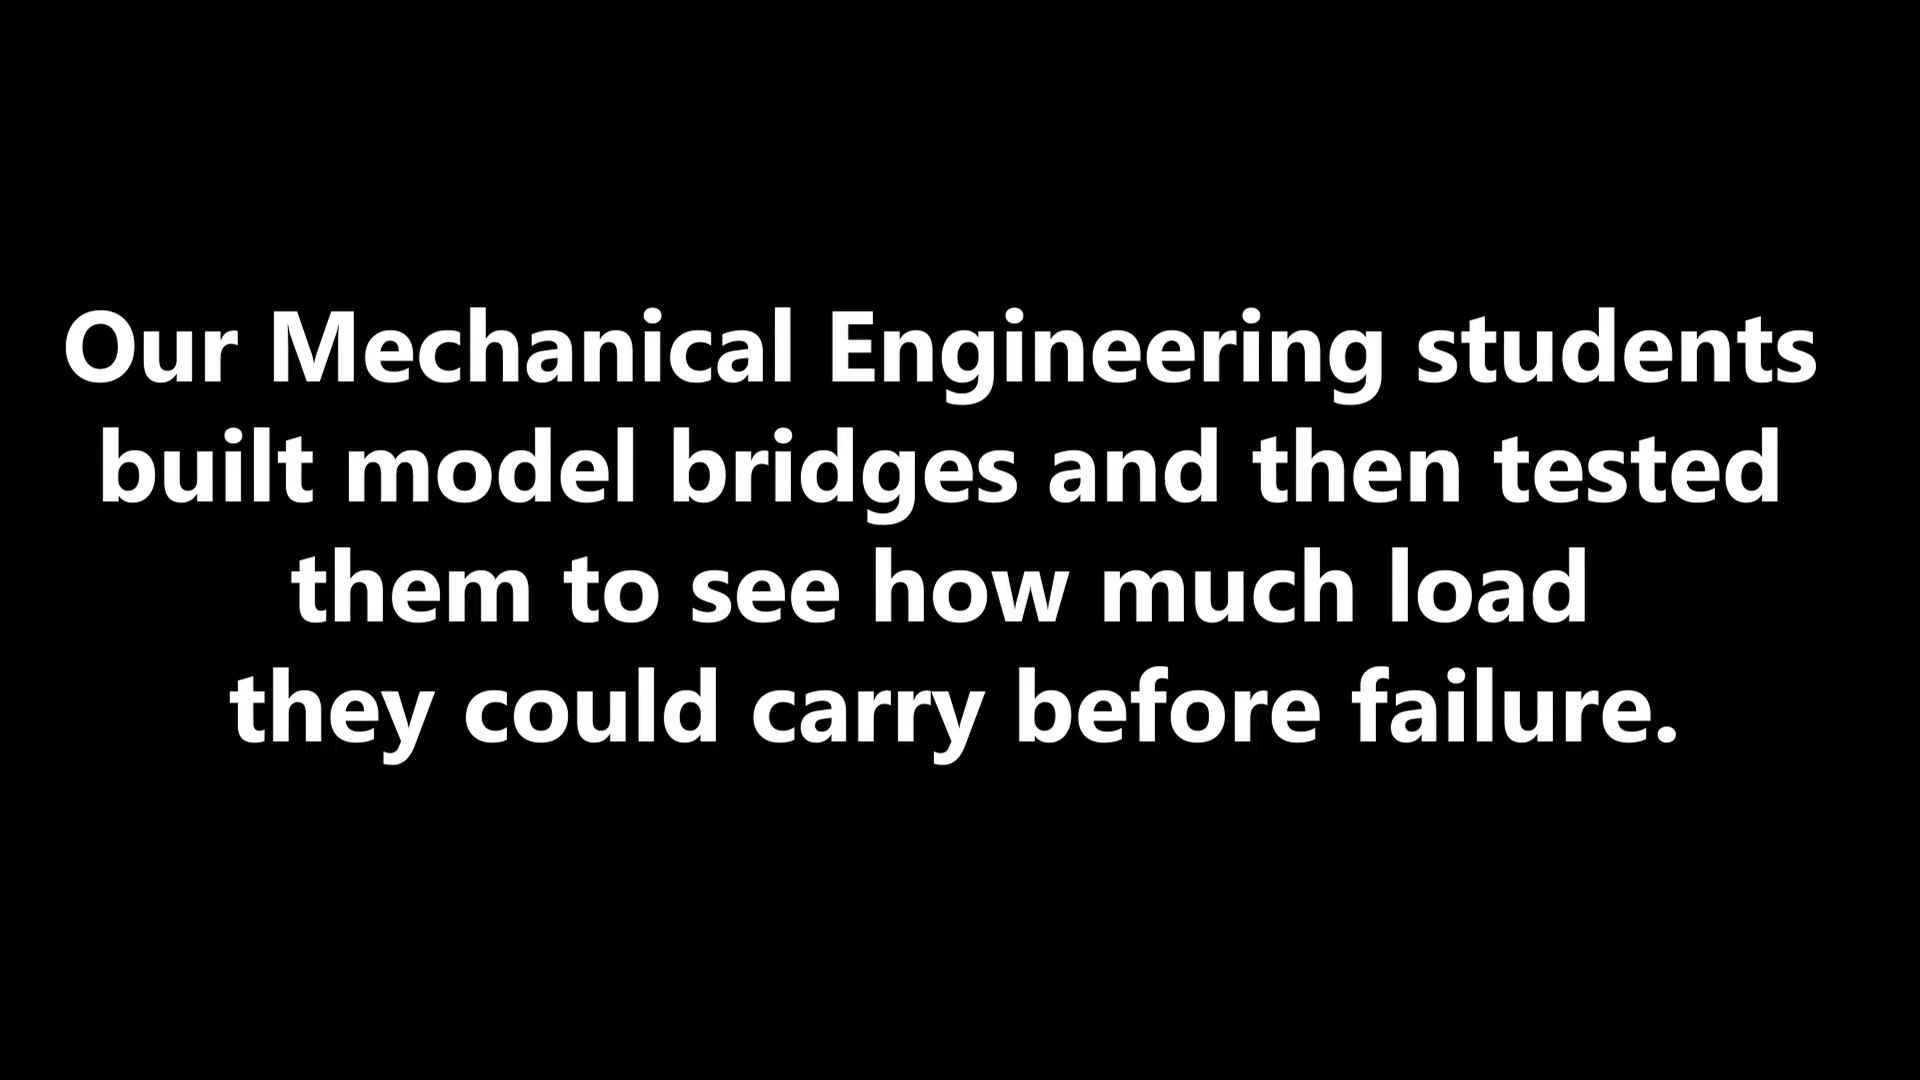 Our Mechanical Engineering students
built model bridges and then tested
them to see how much load
they could carry before failure.